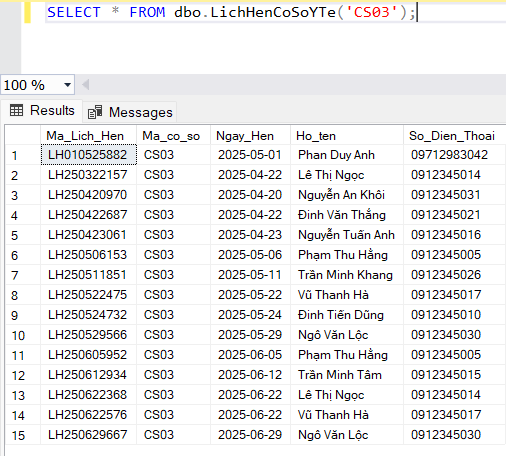 SELECT * FROM dbo.LichHenCoSoYTe('CS03');
100 %
Results Messages
Ma_Lich_Hen Ma_co_so Ngay_Hen Ho_ten So_Dien_Thoai
1 LH010525882 CS03 2025-05-01 Phan Duy Anh 09712983042
2 LH250322157 CS03 2025-04-22 Lê Thị Ngọc 0912345014
3 LH250420970 CS03 2025-04-20 Nguyễn An Khôi 0912345031
4 LH250422687 CS03 2025-04-22 Đinh Văn Thắng 0912345021
5 LH250423061 CS03 2025-04-23 Nguyễn Tuấn Anh 0912345016
6 LH250506153 CS03 2025-05-06 Phạm Thu Hằng 0912345005
7 LH250511851 CS03 2025-05-11 Trần Minh Khang 0912345026
8 LH250522475 CS03 2025-05-22 Vũ Thanh Hà 0912345017
9 LH250524732 CS03 2025-05-24 Đinh Tiến Dũng 0912345010
10 LH250529566 CS03 2025-05-29 Ngô Văn Lộc 0912345030
11 LH250605952 CS03 2025-06-05 Phạm Thu Hằng 0912345005
12 LH250612934 CS03 2025-06-12 Trần Minh Tâm 0912345015
13 LH250622368 CS03 2025-06-22 Lê Thị Ngọc 0912345014
14 LH250622576 CS03 2025-06-22 Vũ Thanh Hà 0912345017
15 LH250629667 CS03 2025-06-29 Ngô Văn Lộc 0912345030